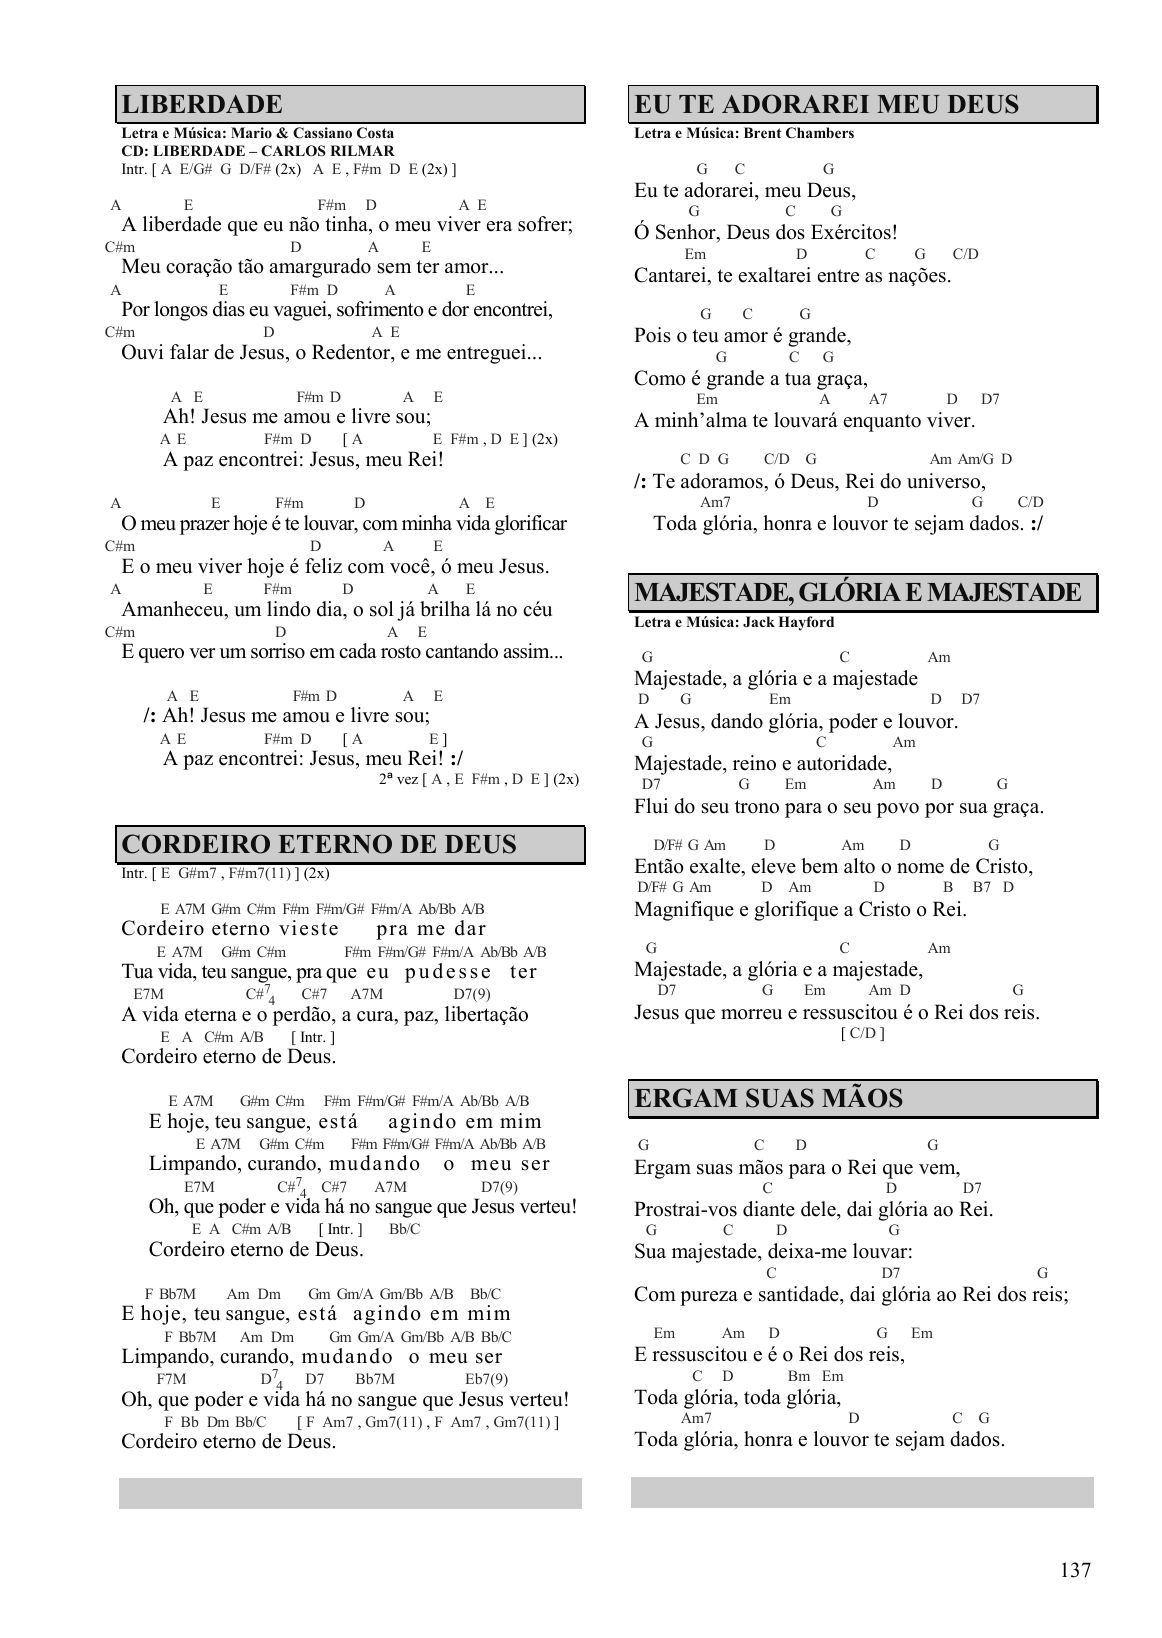 LIBERDADE
Letra e Música: Mario & Cassiano Costa
CD: LIBERDADE – CARLOS RILMAR
Intr. [ A E/G# G D/F# (2x) A E , F#m D E (2x) ]
A E F#m D A E
A liberdade que eu não tinha, o meu viver era sofrer;
C#m D A E
Meu coração tão amargurado sem ter amor...
A E F#m D A E
Por longos dias eu vaguei, sofrimento e dor encontrei,
C#m D A E
Ouvi falar de Jesus, o Redentor, e me entreguei...
A E F#m D A E
Ah! Jesus me amou e livre sou;
A E F#m D [ A E F#m , D E ] (2x)
A paz encontrei: Jesus, meu Rei!
A E F#m D A E
O meu prazer hoje é te louvar, com minha vida glorificar
C#m D A E
E o meu viver hoje é feliz com você, ó meu Jesus.
A E F#m D A E
Amanheceu, um lindo dia, o sol já brilha lá no céu
C#m D A E
E quero ver um sorriso em cada rosto cantando assim...
A E F#m D A E
/: Ah! Jesus me amou e livre sou;
A E F#m D [ A E ]
A paz encontrei: Jesus, meu Rei! :/
2ª vez [ A , E F#m , D E ] (2x)
CORDEIRO ETERNO DE DEUS
Intr. [ E G#m7 , F#m7(11) ] (2x)
E A7M G#m C#m F#m F#m/G# F#m/A Ab/Bb A/B
Cordeiro eterno vieste pra me dar
E A7M G#m C#m F#m F#m/G# F#m/A Ab/Bb A/B
Tua vida, teu sangue, pra que eu pudesse ter
E7M C#7 4 C#7 A7M D7(9)
A vida eterna e o perdão, a cura, paz, libertação
E A C#m A/B [ Intr. ]
Cordeiro eterno de Deus.
E A7M G#m C#m F#m F#m/G# F#m/A Ab/Bb A/B
E hoje, teu sangue, está agindo em mim
E A7M G#m C#m F#m F#m/G# F#m/A Ab/Bb A/B
Limpando, curando, mudando o meu ser
E7M C#7 4 C#7 A7M D7(9)
Oh, que poder e vida há no sangue que Jesus verteu!
E A C#m A/B [ Intr. ] Bb/C
Cordeiro eterno de Deus.
F Bb7M Am Dm Gm Gm/A Gm/Bb A/B Bb/C
E hoje, teu sangue, está agindo em mim
F Bb7M Am Dm Gm Gm/A Gm/Bb A/B Bb/C
Limpando, curando, mudando o meu ser
F7M D7 4 D7 Bb7M Eb7(9)
Oh, que poder e vida há no sangue que Jesus verteu!
F Bb Dm Bb/C [ F Am7 , Gm7(11) , F Am7 , Gm7(11) ]
Cordeiro eterno de Deus.
EU TE ADORAREI MEU DEUS
Letra e Música: Brent Chambers
G C G
Eu te adorarei, meu Deus,
G C G
Ó Senhor, Deus dos Exércitos!
Em D C G C/D
Cantarei, te exaltarei entre as nações.
G C G
Pois o teu amor é grande,
G C G
Como é grande a tua graça,
Em A A7 D D7
A minh’alma te louvará enquanto viver.
C D G C/D G Am Am/G D
/: Te adoramos, ó Deus, Rei do universo,
Am7 D G C/D
Toda glória, honra e louvor te sejam dados. :/
MAJESTADE, GLÓRIA E MAJESTADE
Letra e Música: Jack Hayford
G C Am
Majestade, a glória e a majestade
D G Em D D7
A Jesus, dando glória, poder e louvor.
G C Am
Majestade, reino e autoridade,
D7 G Em Am D G
Flui do seu trono para o seu povo por sua graça.
D/F# G Am D Am D G
Então exalte, eleve bem alto o nome de Cristo,
D/F# G Am D Am D B B7 D
Magnifique e glorifique a Cristo o Rei.
G C Am
Majestade, a glória e a majestade,
D7 G Em Am D G
Jesus que morreu e ressuscitou é o Rei dos reis.
[ C/D ]
ERGAM SUAS MÃOS
G C D G
Ergam suas mãos para o Rei que vem,
C D D7
Prostrai-vos diante dele, dai glória ao Rei.
G C D G
Sua majestade, deixa-me louvar:
C D7 G
Com pureza e santidade, dai glória ao Rei dos reis;
Em Am D G Em
E ressuscitou e é o Rei dos reis,
C D Bm Em
Toda glória, toda glória,
Am7 D C G
Toda glória, honra e louvor te sejam dados.
137